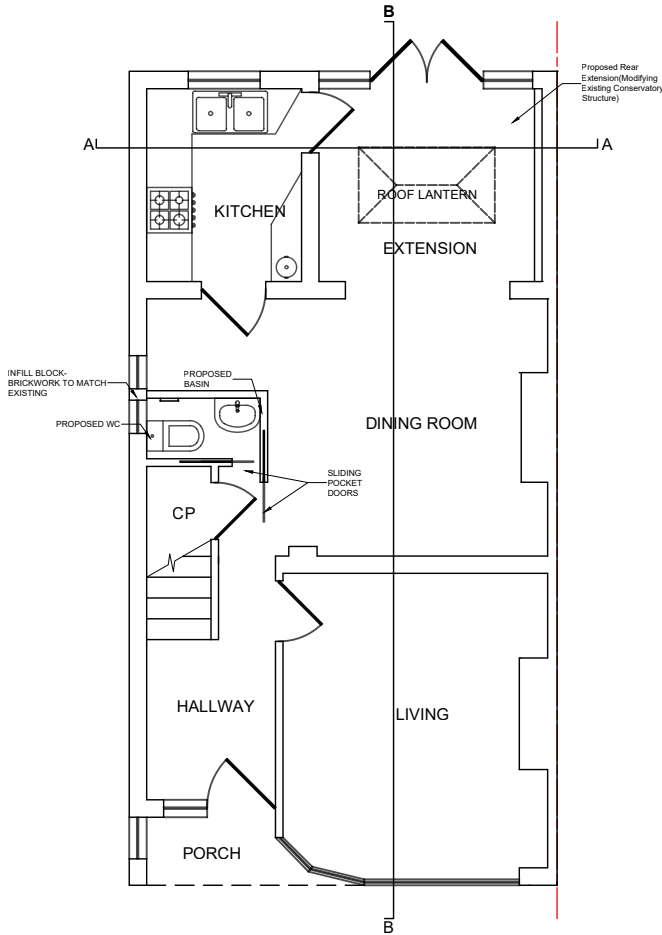 B
Proposed Rear
Extension(Modifying
Existing Conservatory
Structure)
A
A
ROOF LANTERN
KITCHEN
EXTENSION
INFILL BLOCK-
BRICKWORK TO MATCH
EXISTING
PROPOSED
BASIN
PROPOSED WC
DINING ROOM
SLIDING
POCKET
DOORS
CP
HALLWAY
LIVING
PORCH
B